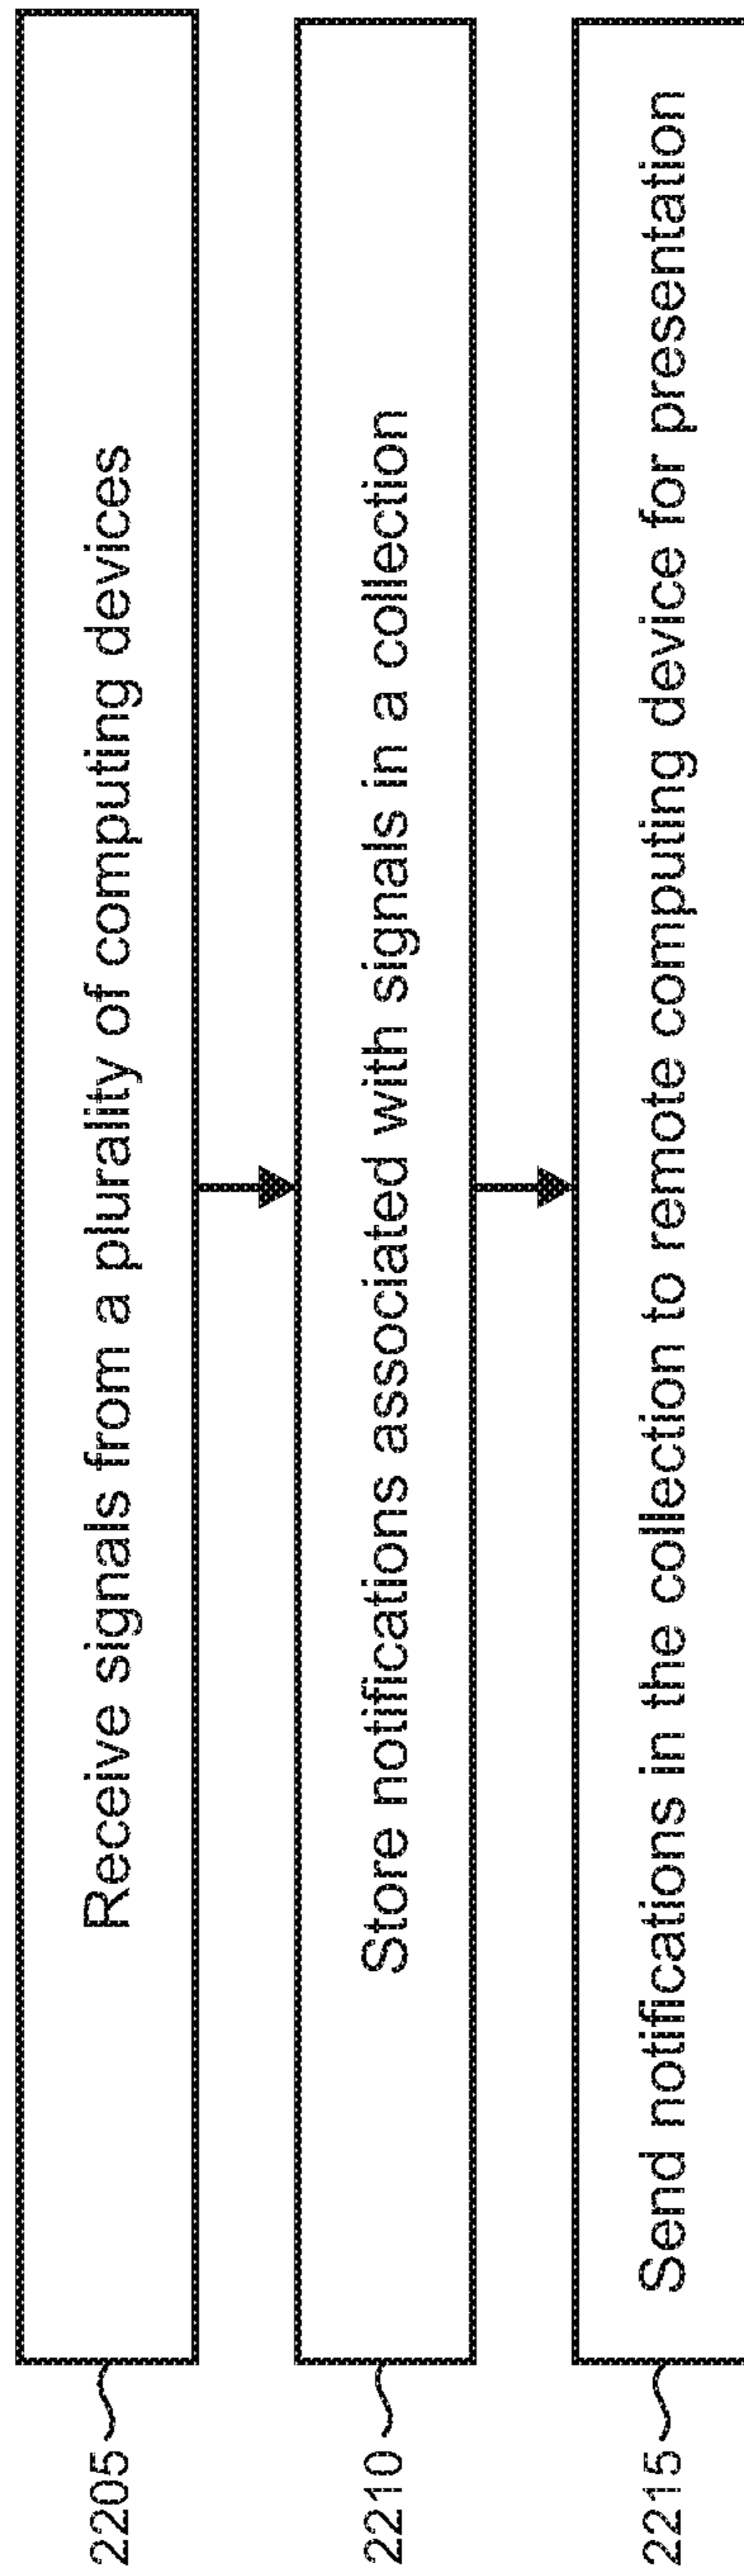 2205
Receive signals from a plurality of computing devices
2210
Store notifications associated with signals in a collection
2215
Send notifications in the collection to remote computing device for presentation